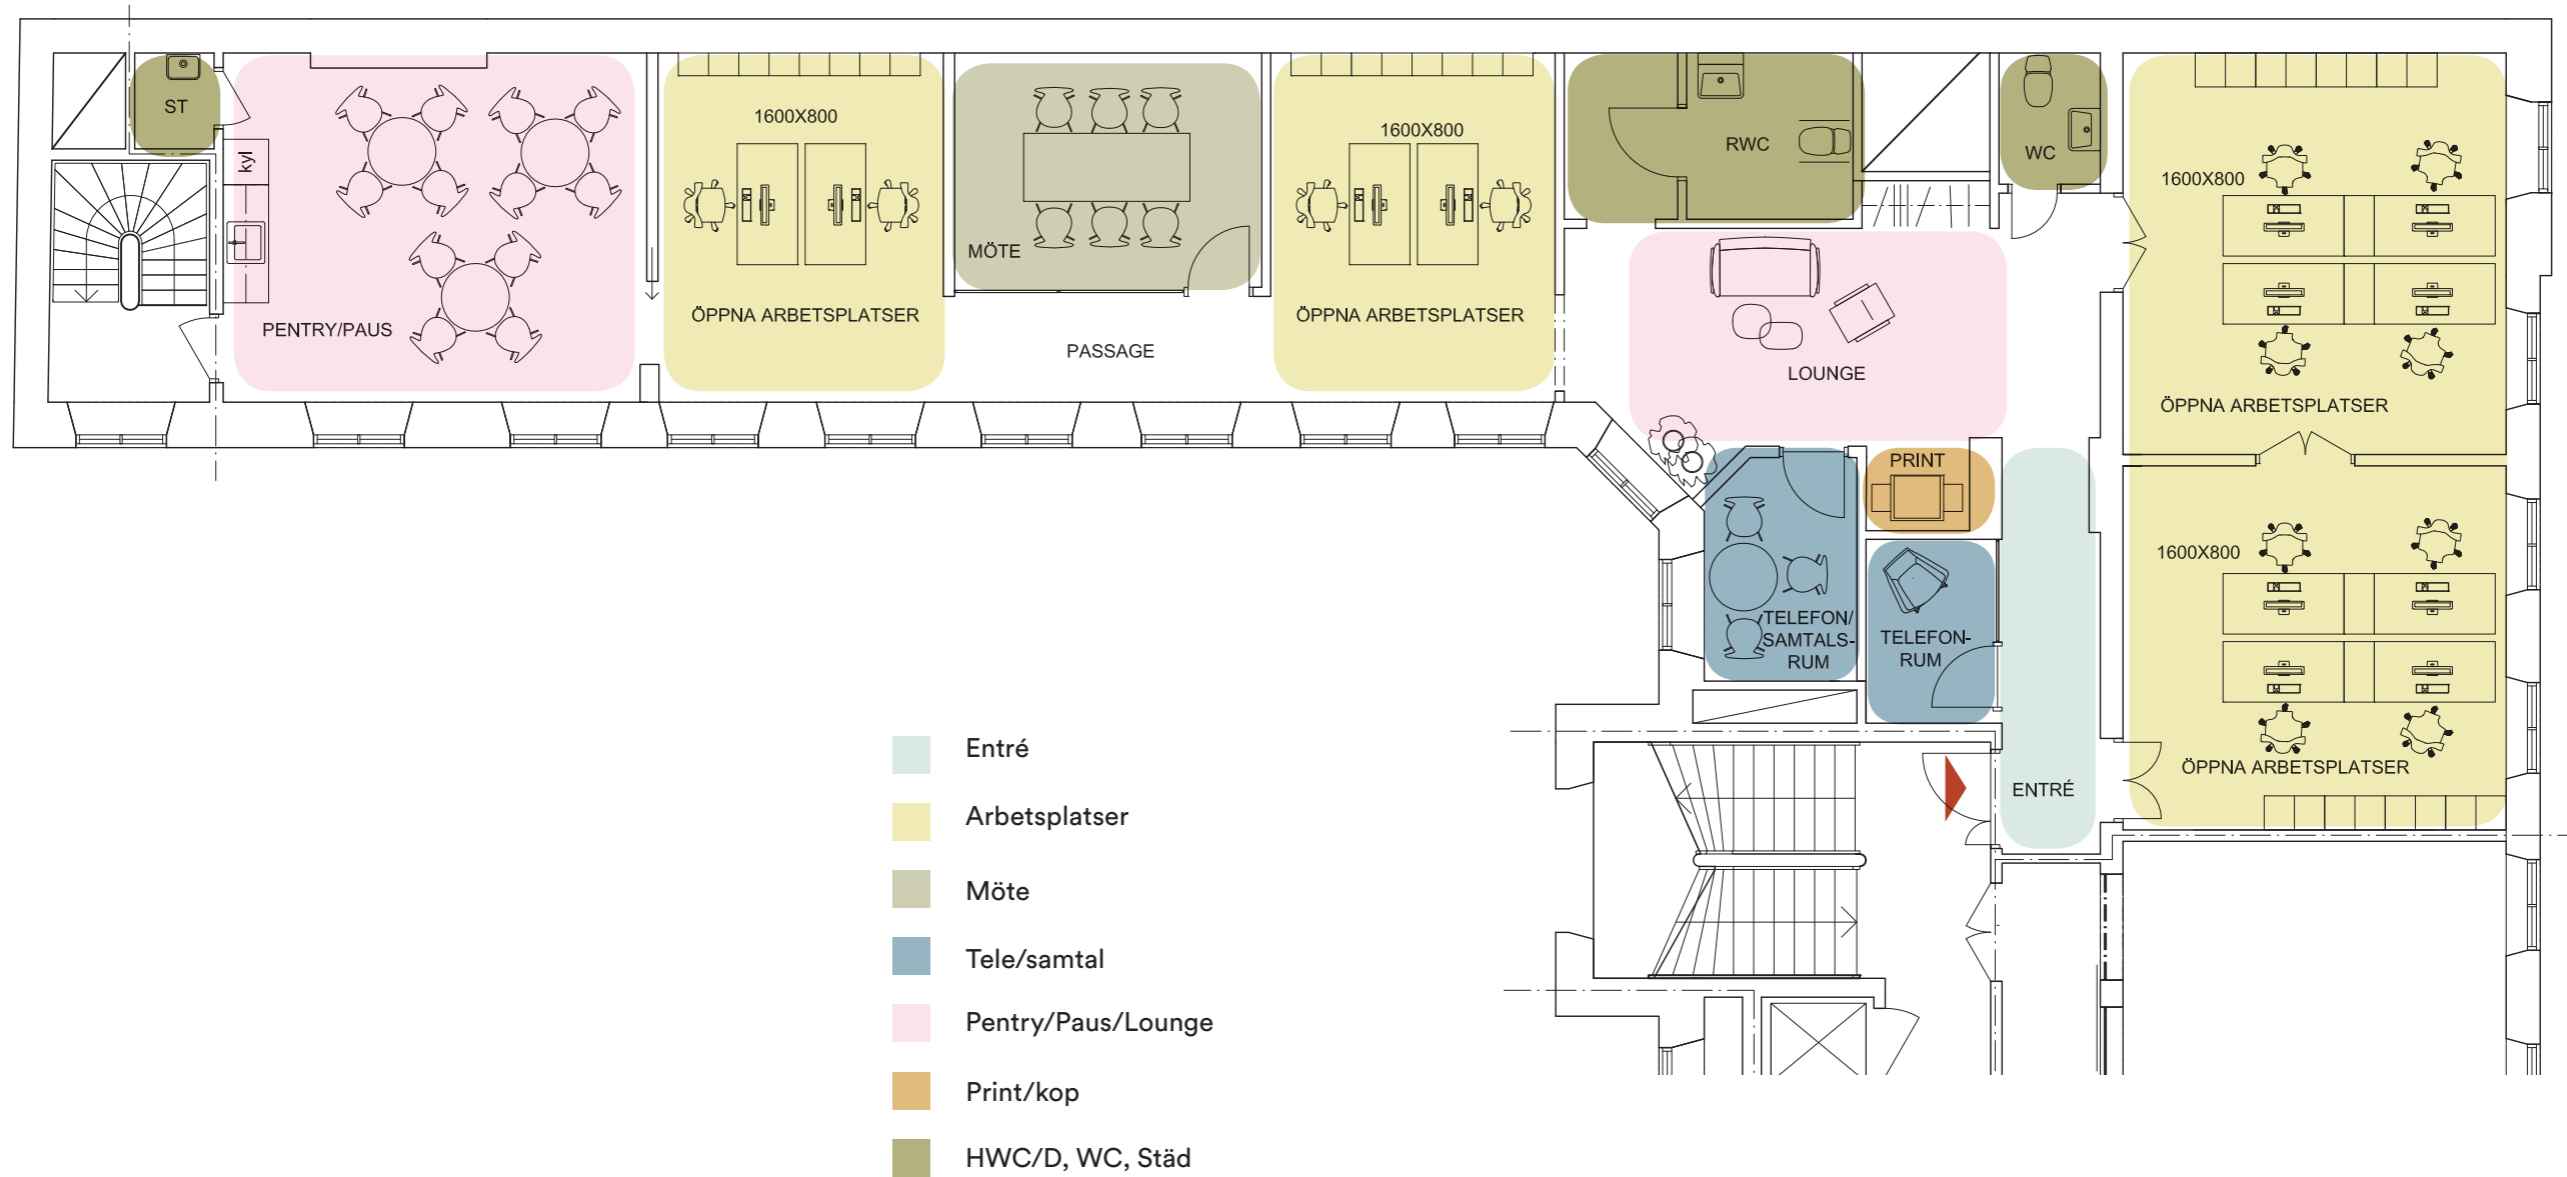 ST
kyl
PENTRY/PAUS
1600X800
ÖPPNA ARBETSPLATSER
MÖTE
PASSAGE
1600X800
ÖPPNA ARBETSPLATSER
RWC
WC
LOUNGE
1600X800
ÖPPNA ARBETSPLATSER
PRINT
TELEFON/
SAMTALS-
RUM
TELEFON-
RUM
1600X800
ÖPPNA ARBETSPLATSER
ENTRÉ
Entré
Arbetsplatser
Möte
Tele/samtal
Pentry/Paus/Lounge
Print/kop
HWC/D, WC, Städ